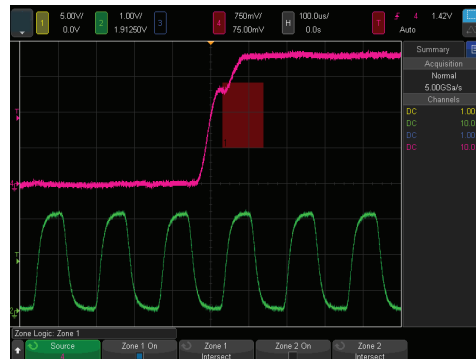 1 5.00V/ 0.0V 2 1.00V/ 1.91250V 3 4 750mV/ 75.00mV H 100.0us/ 0.0s T 4 1.42V Auto
Summary
Acquisition
Normal
5.00GSa/s
Channels
DC 1.00
DC 10.0
DC 1.00
DC 10.0
Zone Logic: Zone 1
Source
4
Zone 1 On
Zone 1
Intersect
Zone 2 On
Zone 2
Intersect